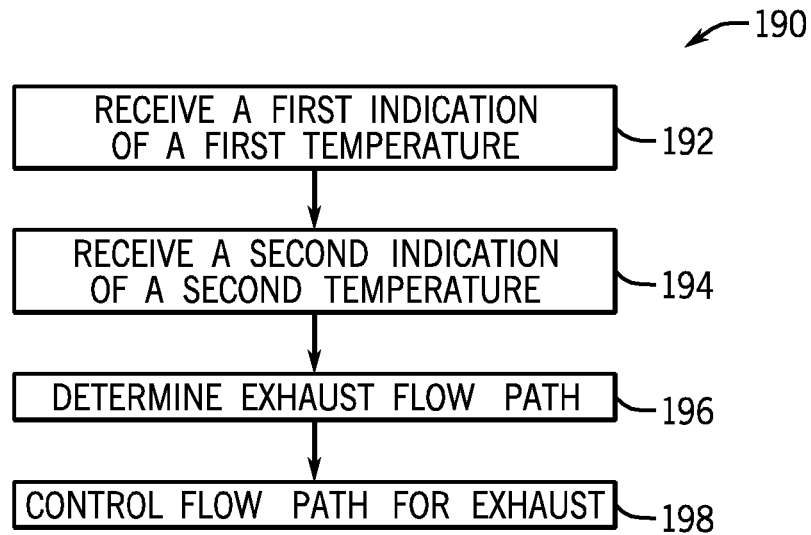 190
RECEIVE A FIRST INDICATION
OF A FIRST TEMPERATURE
192
RECEIVE A SECOND INDICATION
OF A SECOND TEMPERATURE
194
DETERMINE EXHAUST FLOW PATH
196
CONTROL FLOW PATH FOR EXHAUST
198